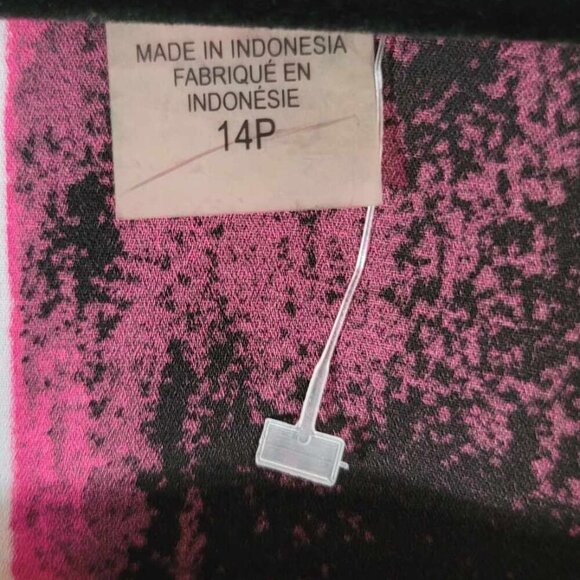 MADE IN INDONESIA
FABRIQUÉ EN
INDONÉSIE
14P